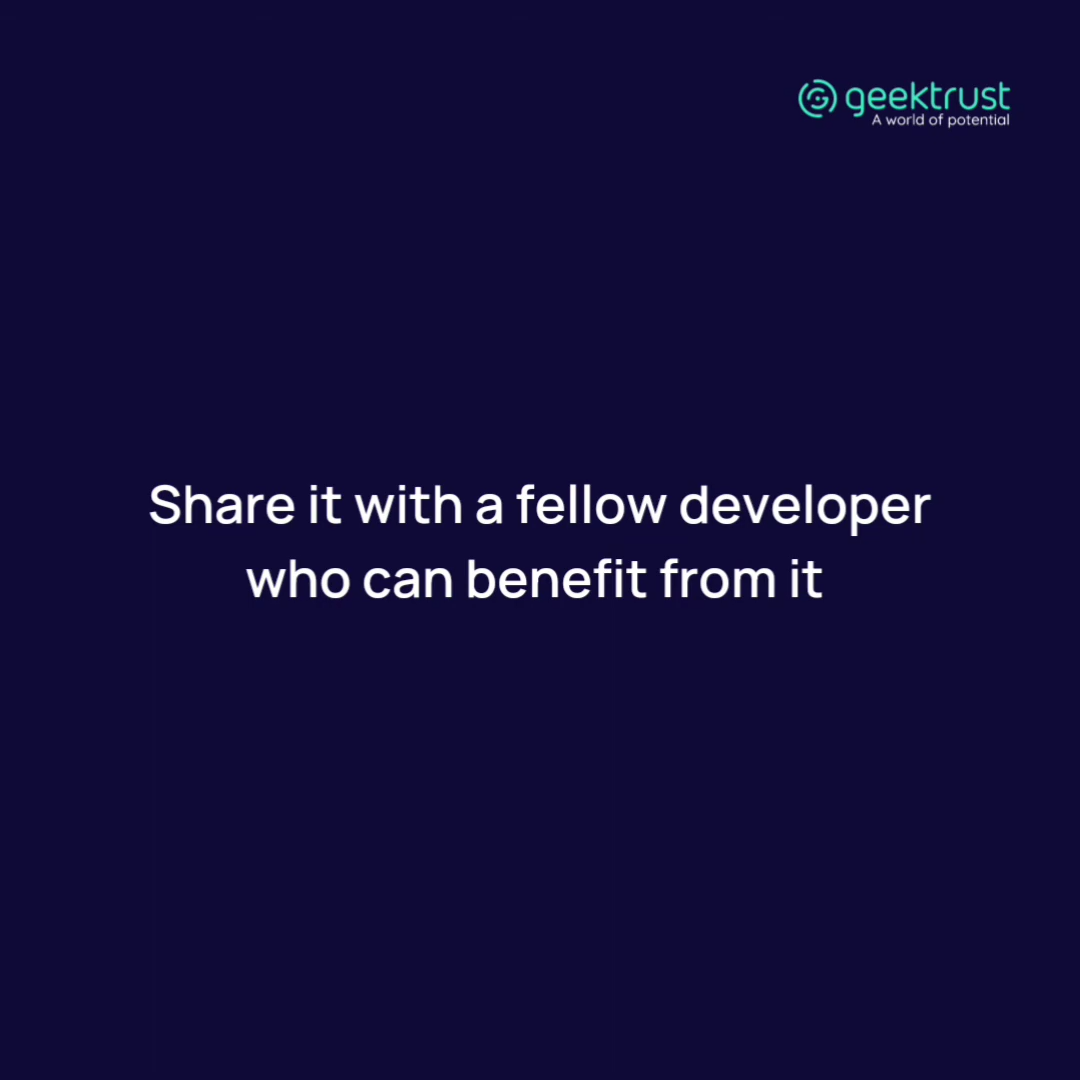 geektrust
A world of potential
Share it with a fellow developer
who can benefit from it